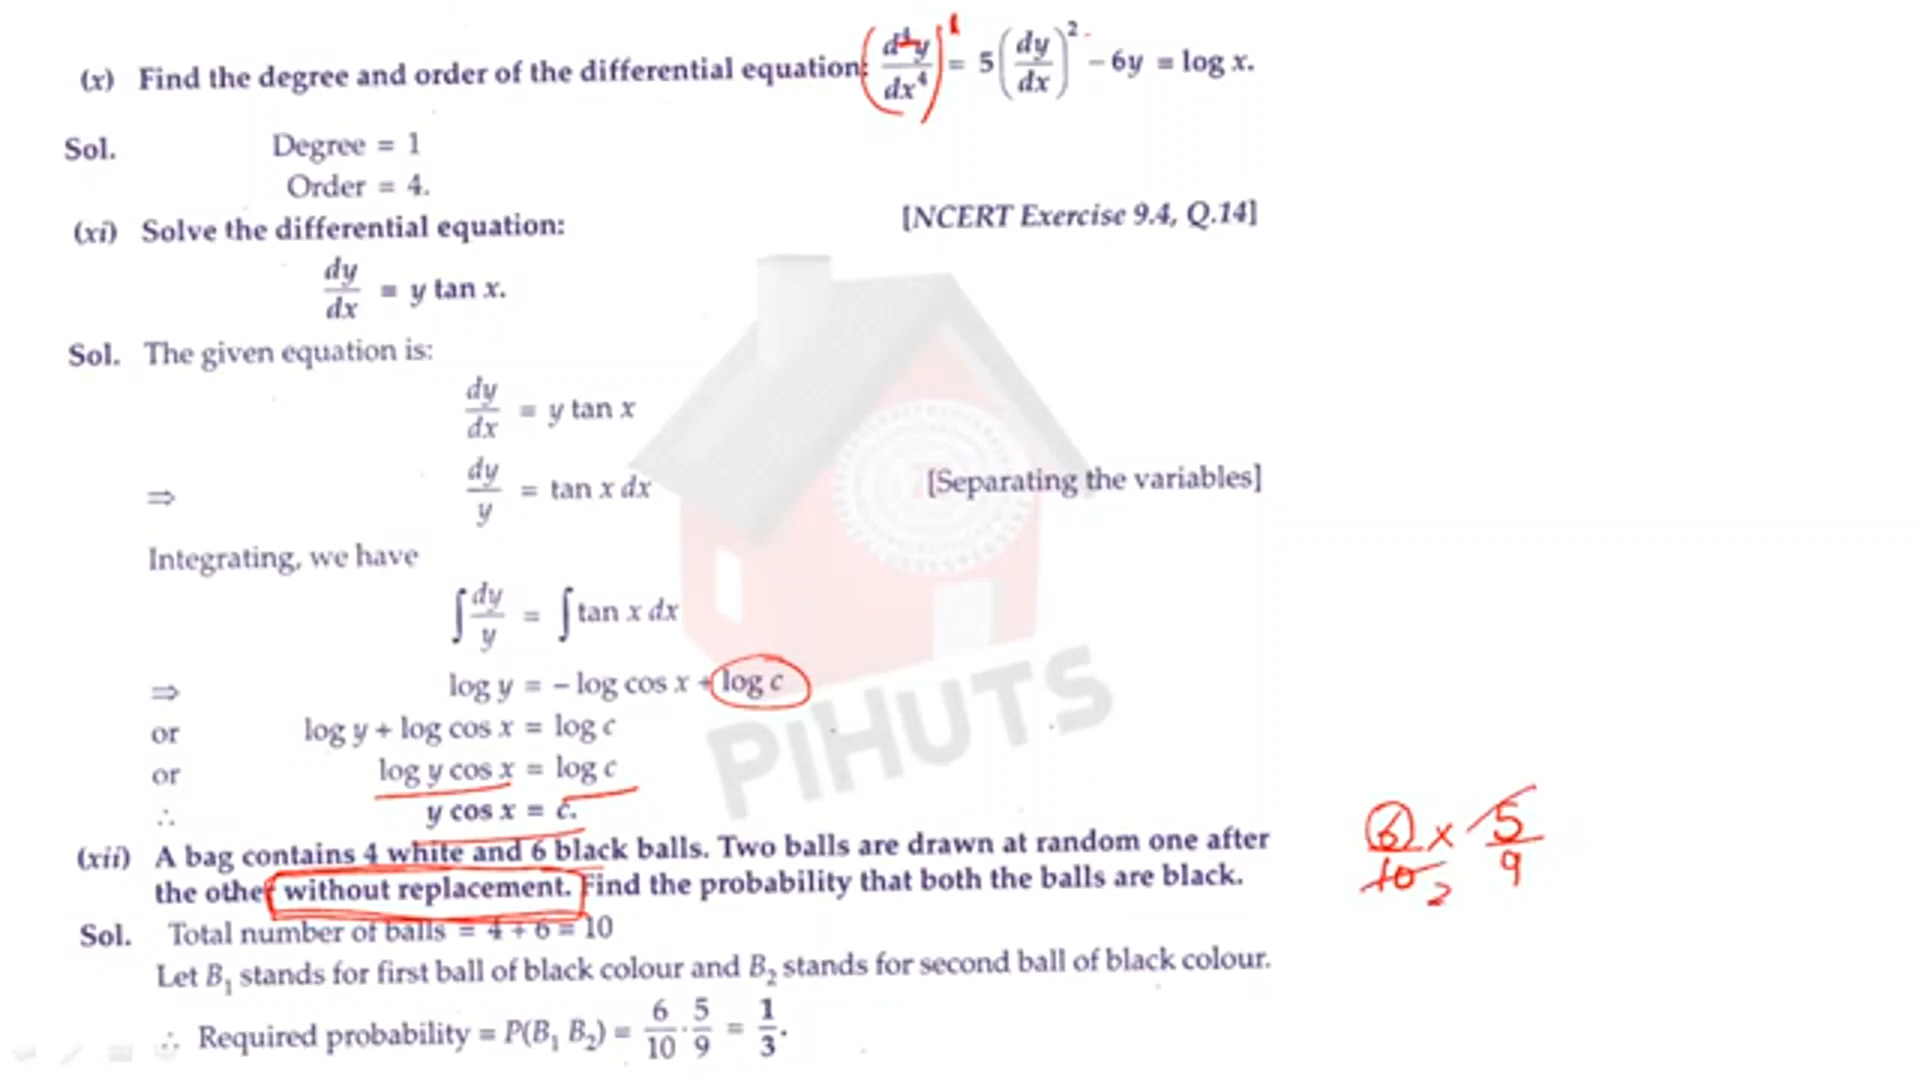 (x) Find the degree and order of the differential equation: (d⁴y/dx⁴)¹ = 5(dy/dx)² − 6y = log x.
Sol. Degree = 1
Order = 4.
(xi) Solve the differential equation: [NCERT Exercise 9.4, Q.14]
dy/dx = y tan x.
Sol. The given equation is:
dy/dx = y tan x
⇒ dy/y = tan x dx [Separating the variables]
Integrating, we have
∫ dy/y = ∫ tan x dx
⇒ log y = − log cos x + log c
or log y + log cos x = log c
or log y cos x = log c
∴ y cos x = c.
PIHUTS
(xii) A bag contains 4 white and 6 black balls. Two balls are drawn at random one after
the other without replacement. Find the probability that both the balls are black.
6/10 × 5/9
2
Sol. Total number of balls = 4 + 6 = 10
Let B₁ stands for first ball of black colour and B₂ stands for second ball of black colour.
∴ Required probability = P(B₁ B₂) = 6/10 · 5/9 = 1/3.